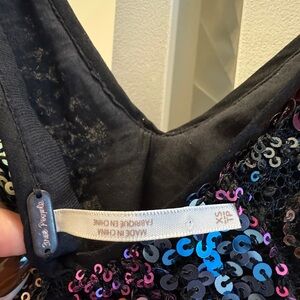 Free People
MADE IN CHINA
FABRIQUÉ EN CHINE
XS
TP